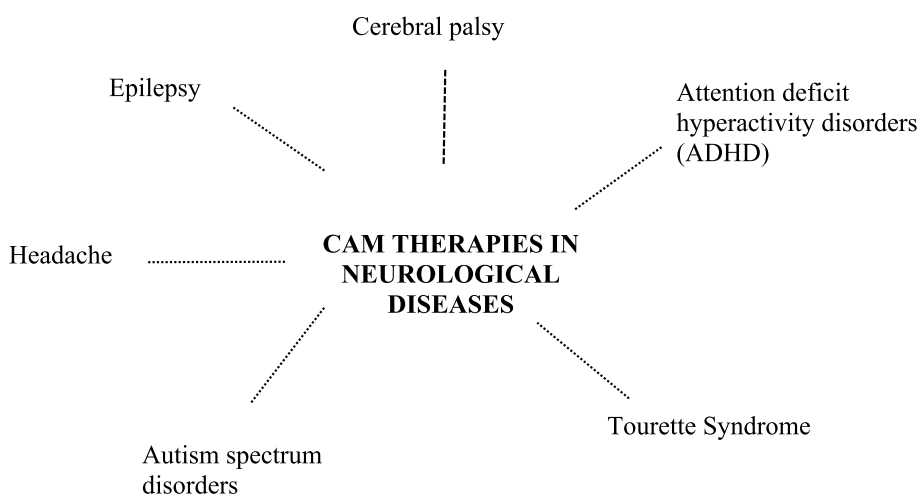 Cerebral palsy
Epilepsy
Attention deficit
hyperactivity disorders
(ADHD)
Headache
CAM THERAPIES IN
NEUROLOGICAL
DISEASES
Tourette Syndrome
Autism spectrum
disorders